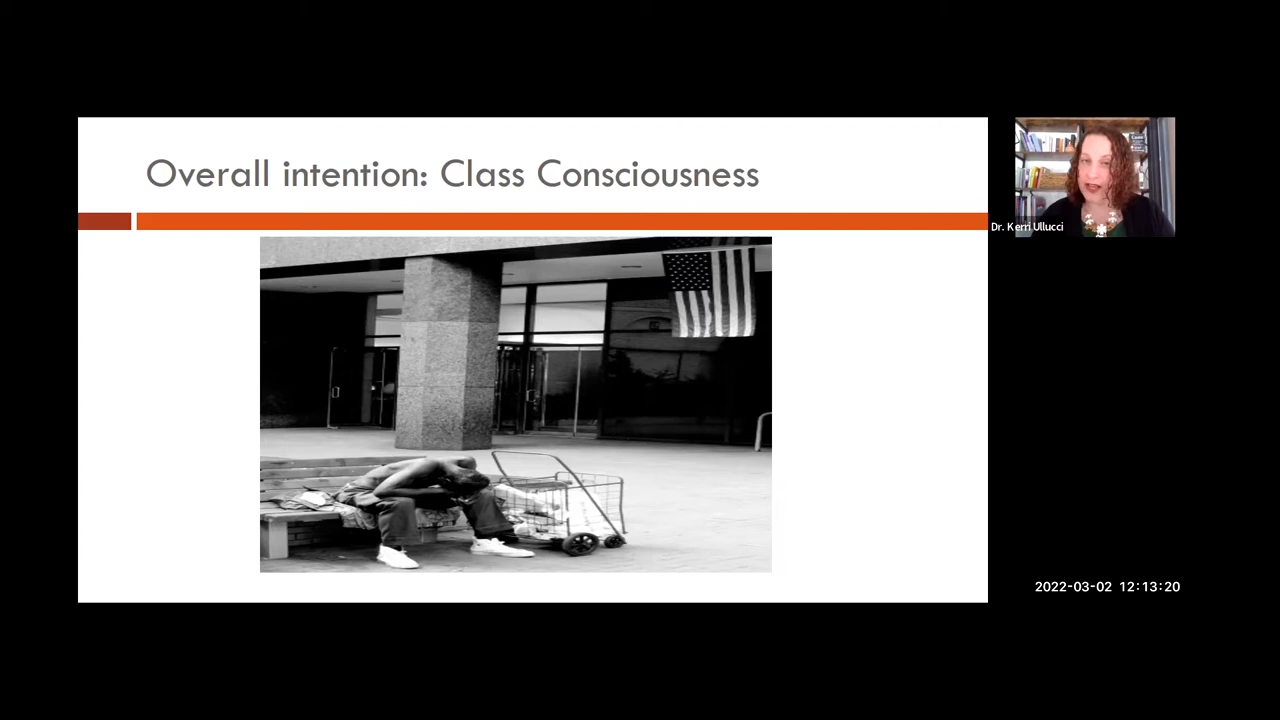 Overall intention: Class Consciousness
Dr. Kerri Ullucci
2022-03-02 12:13:20